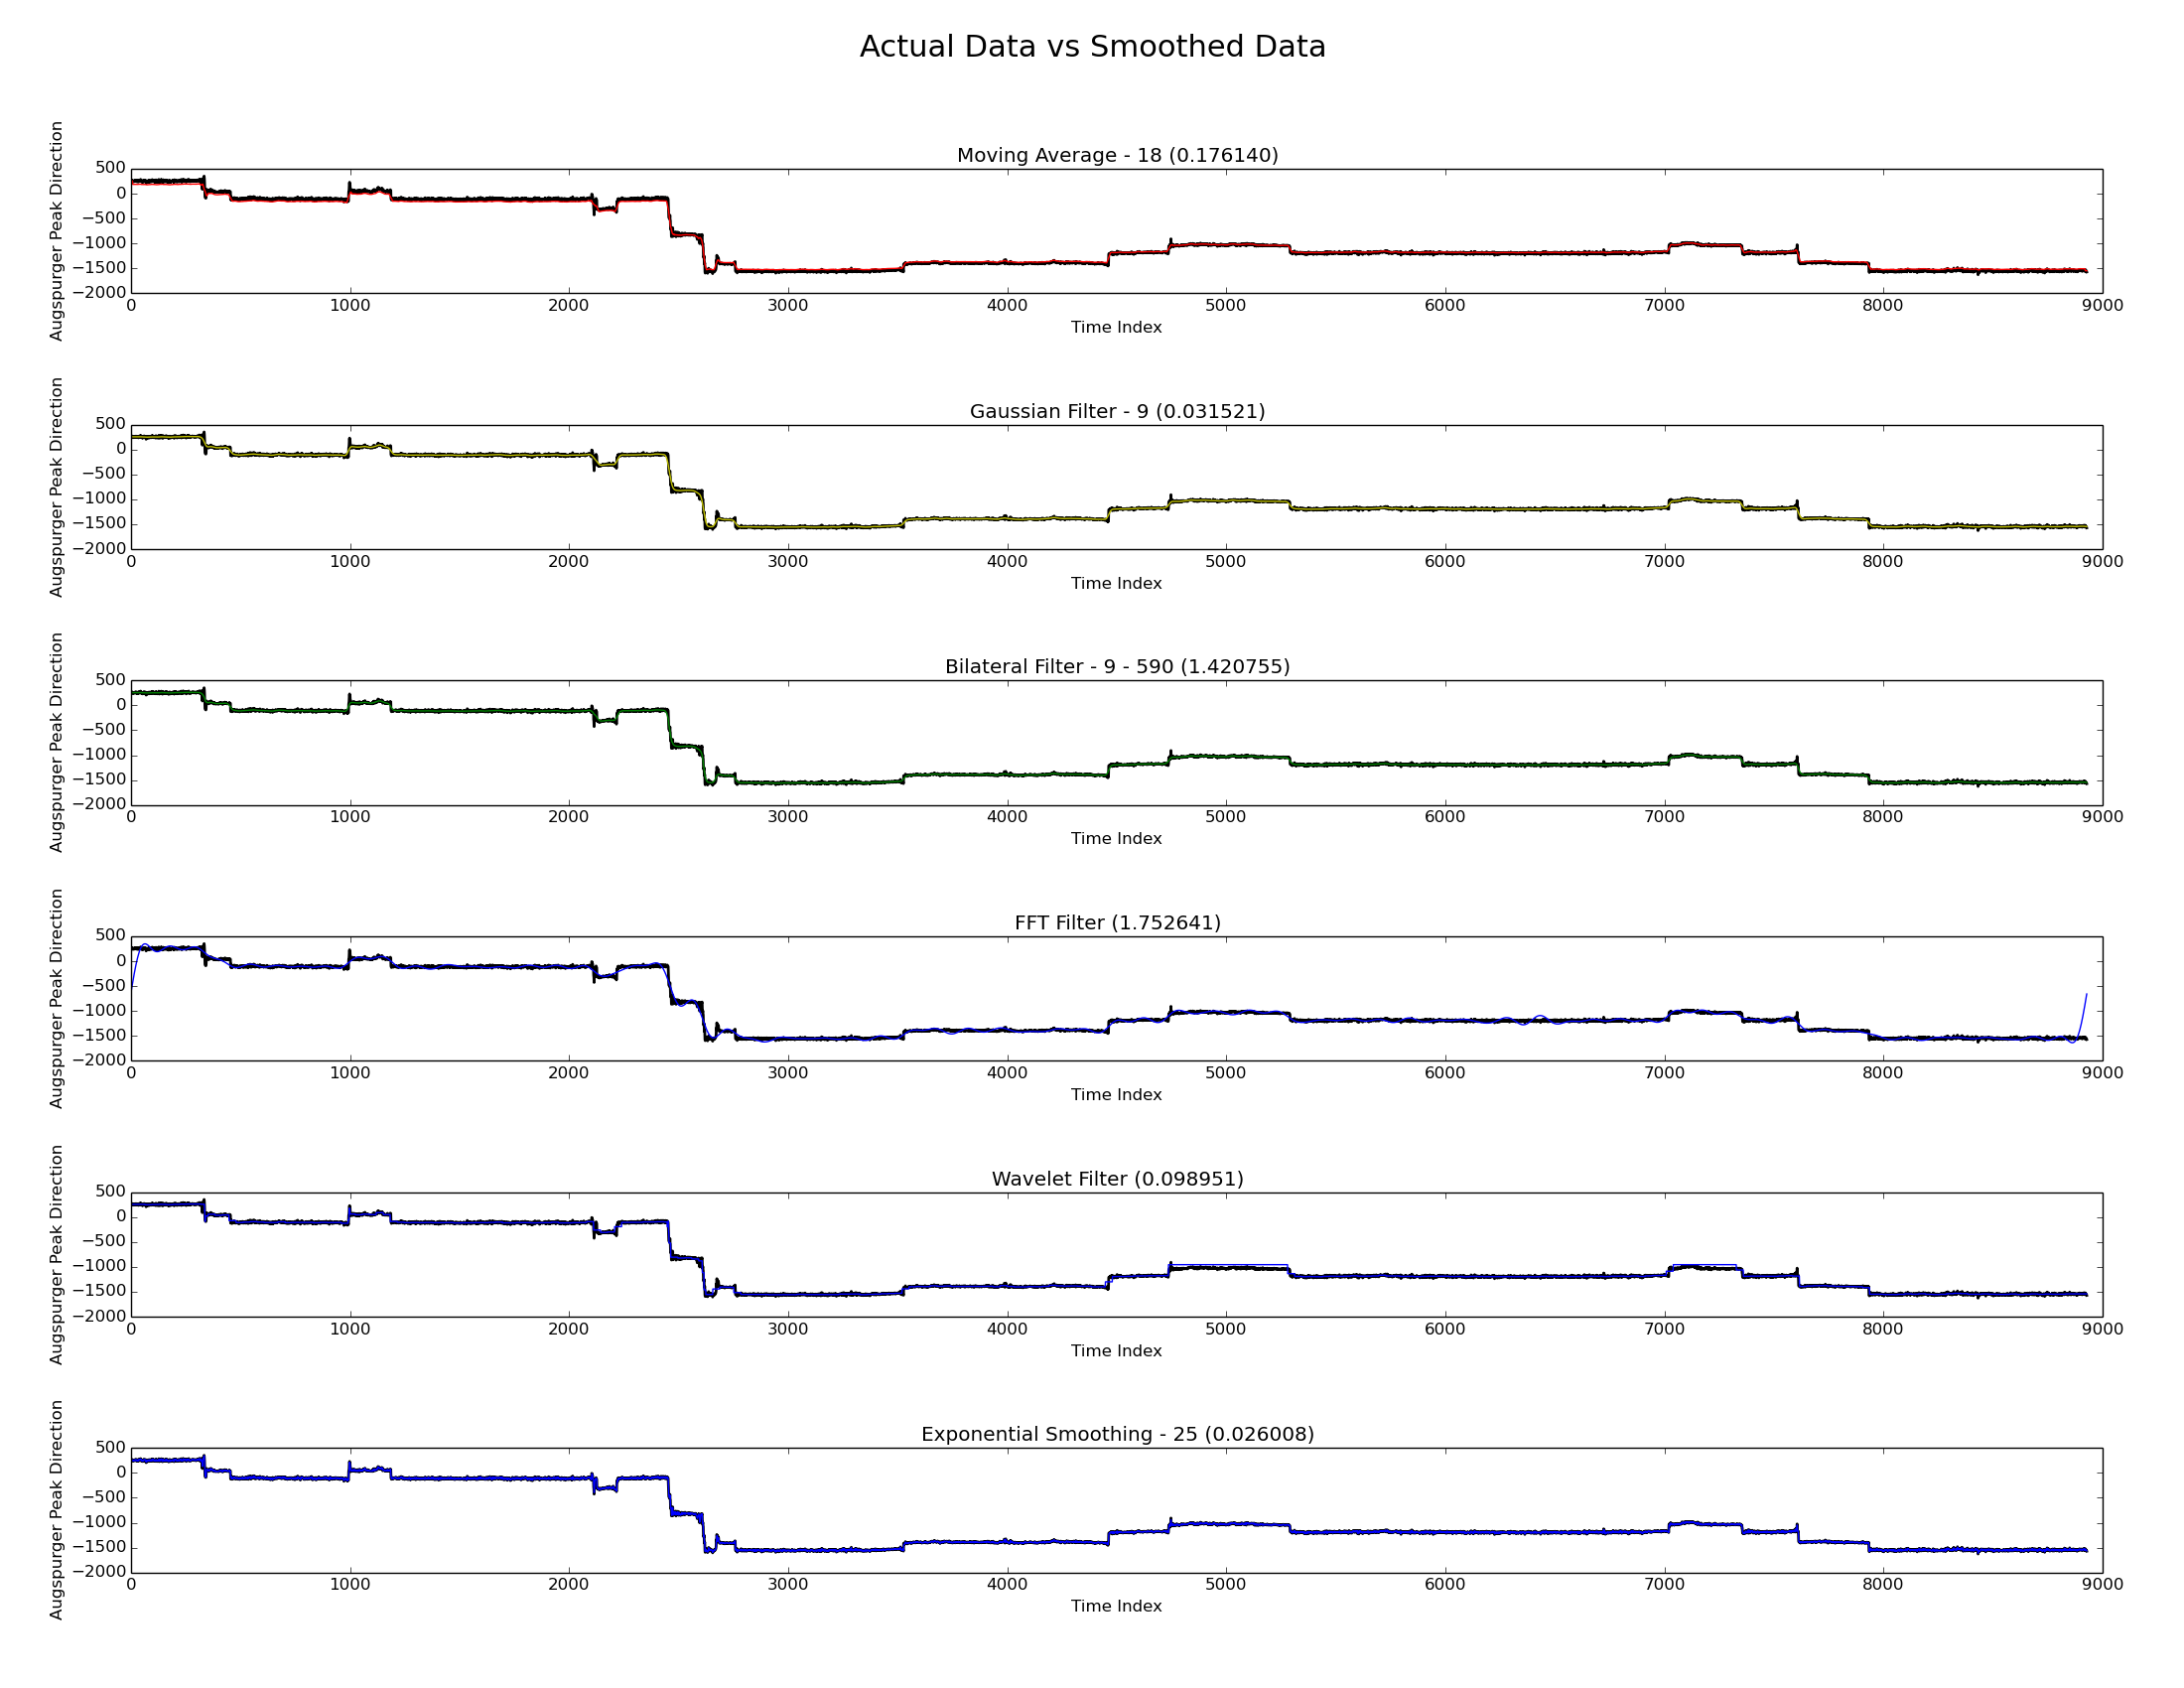 Actual Data vs Smoothed Data
Moving Average - 18 (0.176140)
Augspurger Peak Direction
500
0
−500
−1000
−1500
−2000
0 1000 2000 3000 4000 5000 6000 7000 8000 9000
Time Index
Gaussian Filter - 9 (0.031521)
Augspurger Peak Direction
500
0
−500
−1000
−1500
−2000
0 1000 2000 3000 4000 5000 6000 7000 8000 9000
Time Index
Bilateral Filter - 9 - 590 (1.420755)
Augspurger Peak Direction
500
0
−500
−1000
−1500
−2000
0 1000 2000 3000 4000 5000 6000 7000 8000 9000
Time Index
FFT Filter (1.752641)
Augspurger Peak Direction
500
0
−500
−1000
−1500
−2000
0 1000 2000 3000 4000 5000 6000 7000 8000 9000
Time Index
Wavelet Filter (0.098951)
Augspurger Peak Direction
500
0
−500
−1000
−1500
−2000
0 1000 2000 3000 4000 5000 6000 7000 8000 9000
Time Index
Exponential Smoothing - 25 (0.026008)
Augspurger Peak Direction
500
0
−500
−1000
−1500
−2000
0 1000 2000 3000 4000 5000 6000 7000 8000 9000
Time Index